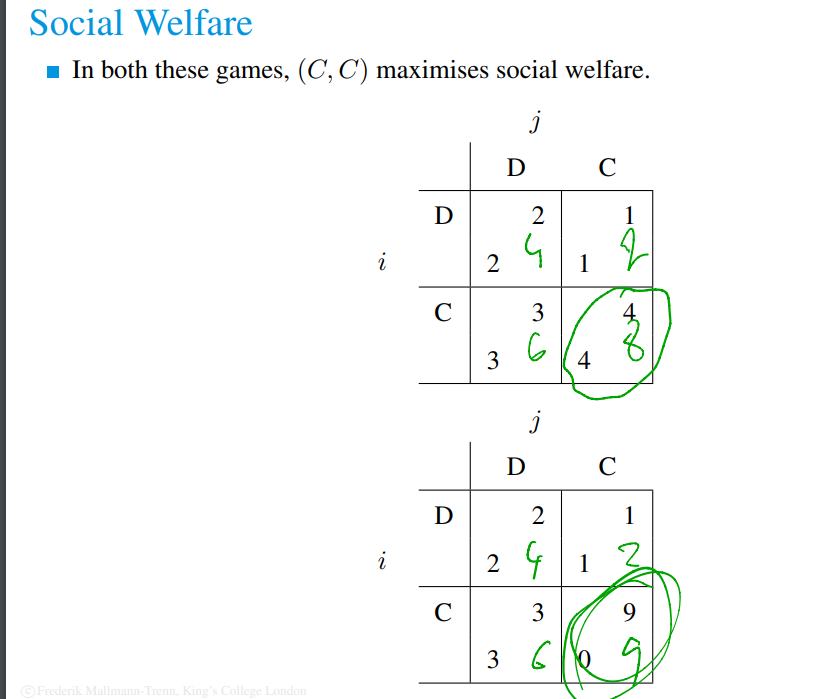 Social Welfare
In both these games, (C, C) maximises social welfare.
j
D C
D 2 1
4 2
i 2 1
C 3 4
6 8
3 4
j
D C
D 2 1
4 2
i 2 1
C 3 9
6 9
3 0
©Frederik Mallmann-Trenn, King's College London